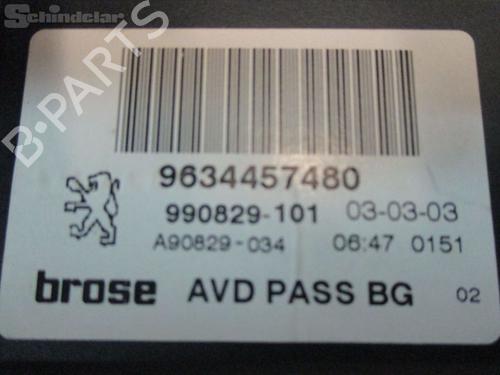 Schindelar
B-PARTS
9634457480
990829-101 03-03-03
A90829-034 06:47 0151
brose AVD PASS BG 02